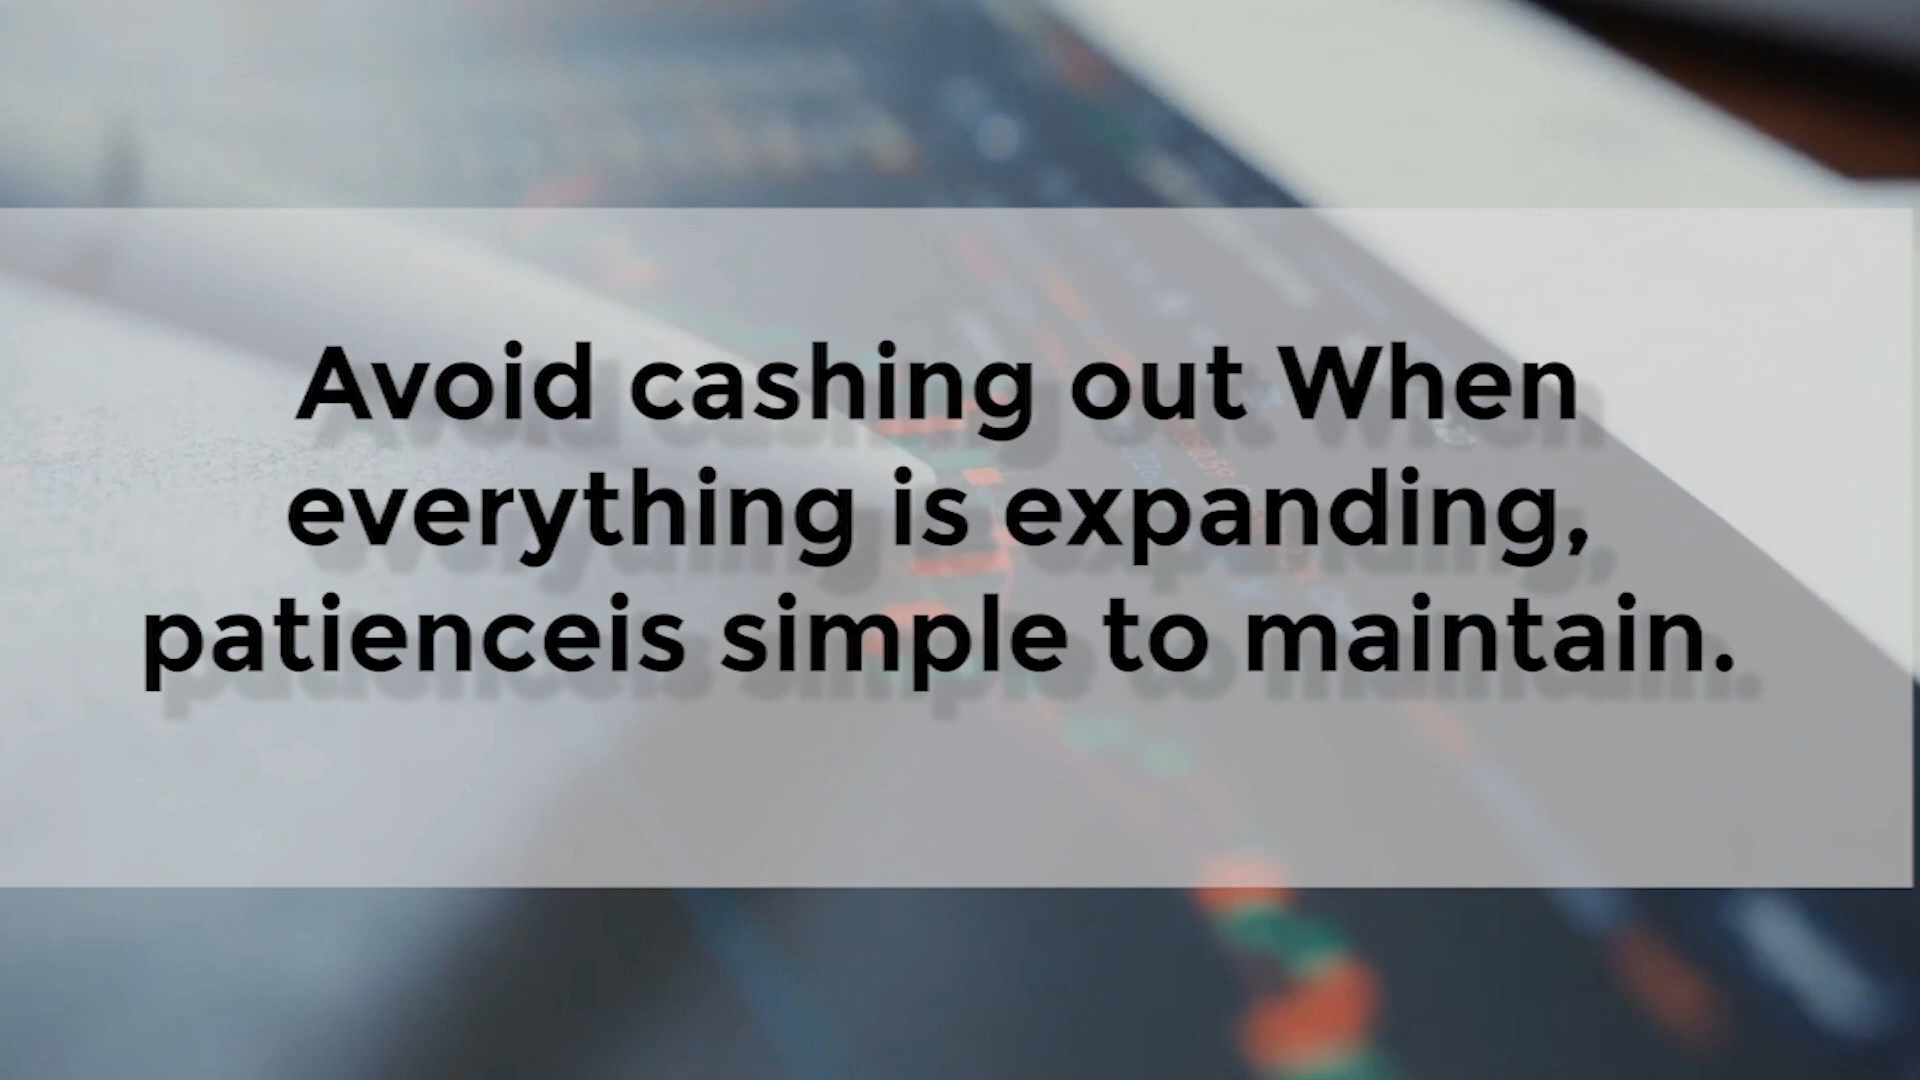 Avoid cashing out When
everything is expanding,
patienceis simple to maintain.